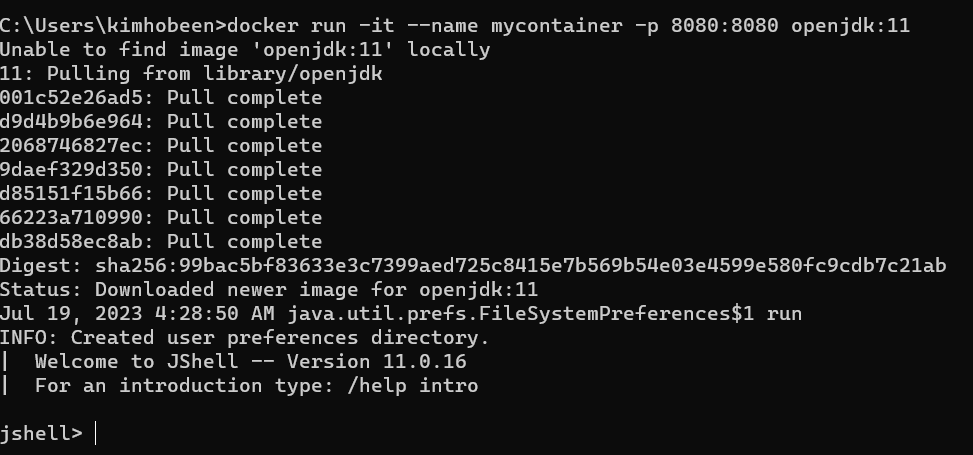 C:\Users\kimhobeen>docker run -it --name mycontainer -p 8080:8080 openjdk:11
Unable to find image 'openjdk:11' locally
11: Pulling from library/openjdk
001c52e26ad5: Pull complete
d9d4b9b6e964: Pull complete
2068746827ec: Pull complete
9daef329d350: Pull complete
d85151f15b66: Pull complete
66223a710990: Pull complete
db38d58ec8ab: Pull complete
Digest: sha256:99bac5bf83633e3c7399aed725c8415e7b569b54e03e4599e580fc9cdb7c21ab
Status: Downloaded newer image for openjdk:11
Jul 19, 2023 4:28:50 AM java.util.prefs.FileSystemPreferences$1 run
INFO: Created user preferences directory.
|  Welcome to JShell -- Version 11.0.16
|  For an introduction type: /help intro
jshell>